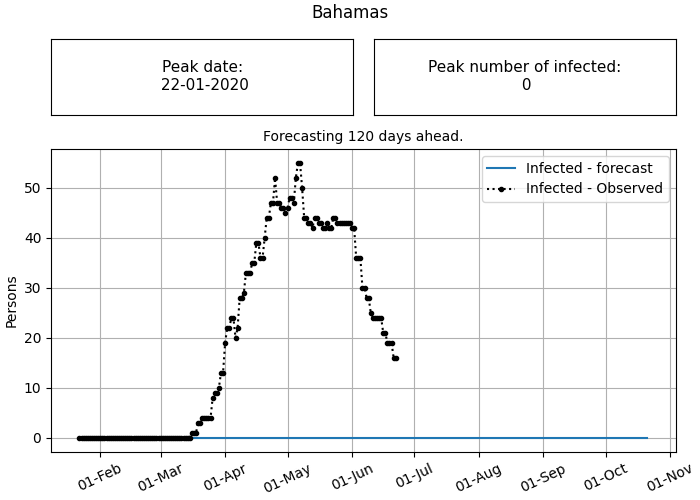 Bahamas
Peak date:
22-01-2020
Peak number of infected:
0
Forecasting 120 days ahead.
Infected - forecast
Infected - Observed
Persons
50
40
30
20
10
0
01-Feb
01-Mar
01-Apr
01-May
01-Jun
01-Jul
01-Aug
01-Sep
01-Oct
01-Nov